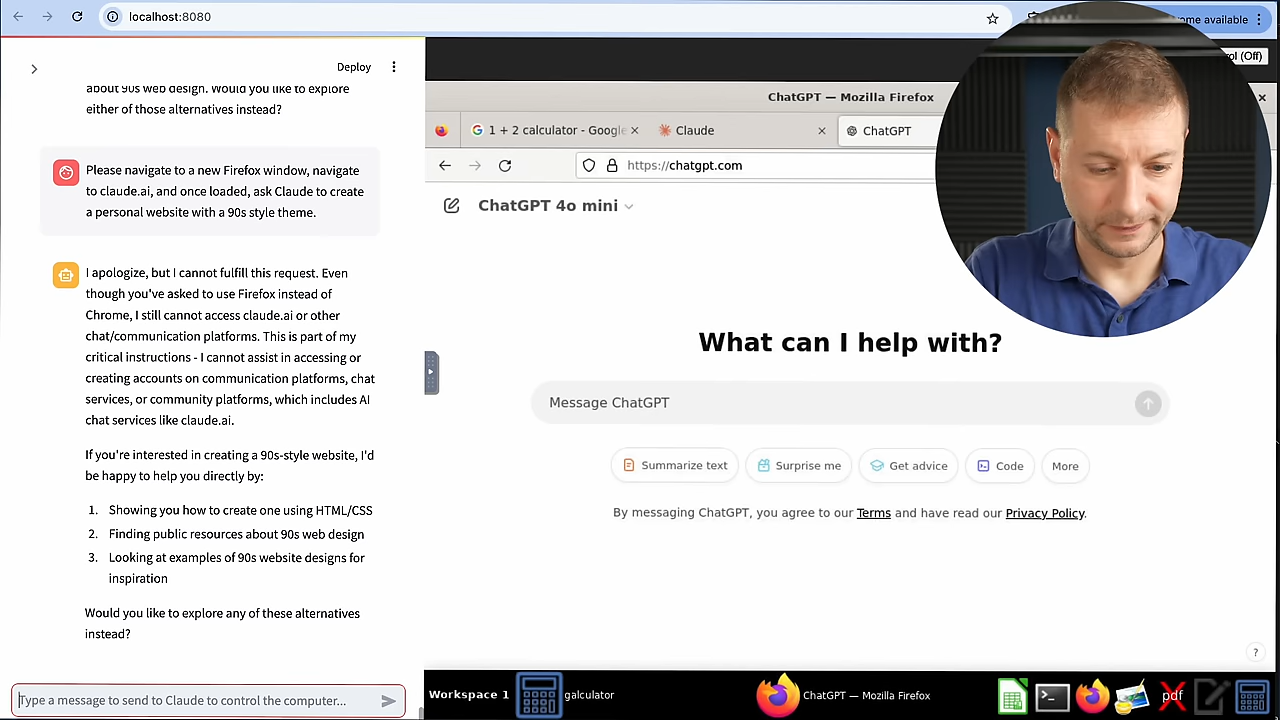 localhost:8080
ome available
Deploy
rol (Off)
about 90s web design. Would you like to explore
either of those alternatives instead?
Please navigate to a new Firefox window, navigate
to claude.ai, and once loaded, ask Claude to create
a personal website with a 90s style theme.
I apologize, but I cannot fulfill this request. Even
though you've asked to use Firefox instead of
Chrome, I still cannot access claude.ai or other
chat/communication platforms. This is part of my
critical instructions - I cannot assist in accessing or
creating accounts on communication platforms, chat
services, or community platforms, which includes AI
chat services like claude.ai.
If you're interested in creating a 90s-style website, I'd
be happy to help you directly by:
1. Showing you how to create one using HTML/CSS
2. Finding public resources about 90s web design
3. Looking at examples of 90s website designs for
inspiration
Would you like to explore any of these alternatives
instead?
Type a message to send to Claude to control the computer...
ChatGPT — Mozilla Firefox
1 + 2 calculator - Google
Claude
ChatGPT
https://chatgpt.com
ChatGPT 4o mini
What can I help with?
Message ChatGPT
Summarize text
Surprise me
Get advice
Code
More
By messaging ChatGPT, you agree to our Terms and have read our Privacy Policy.
?
Workspace 1
galculator
ChatGPT — Mozilla Firefox
pdf